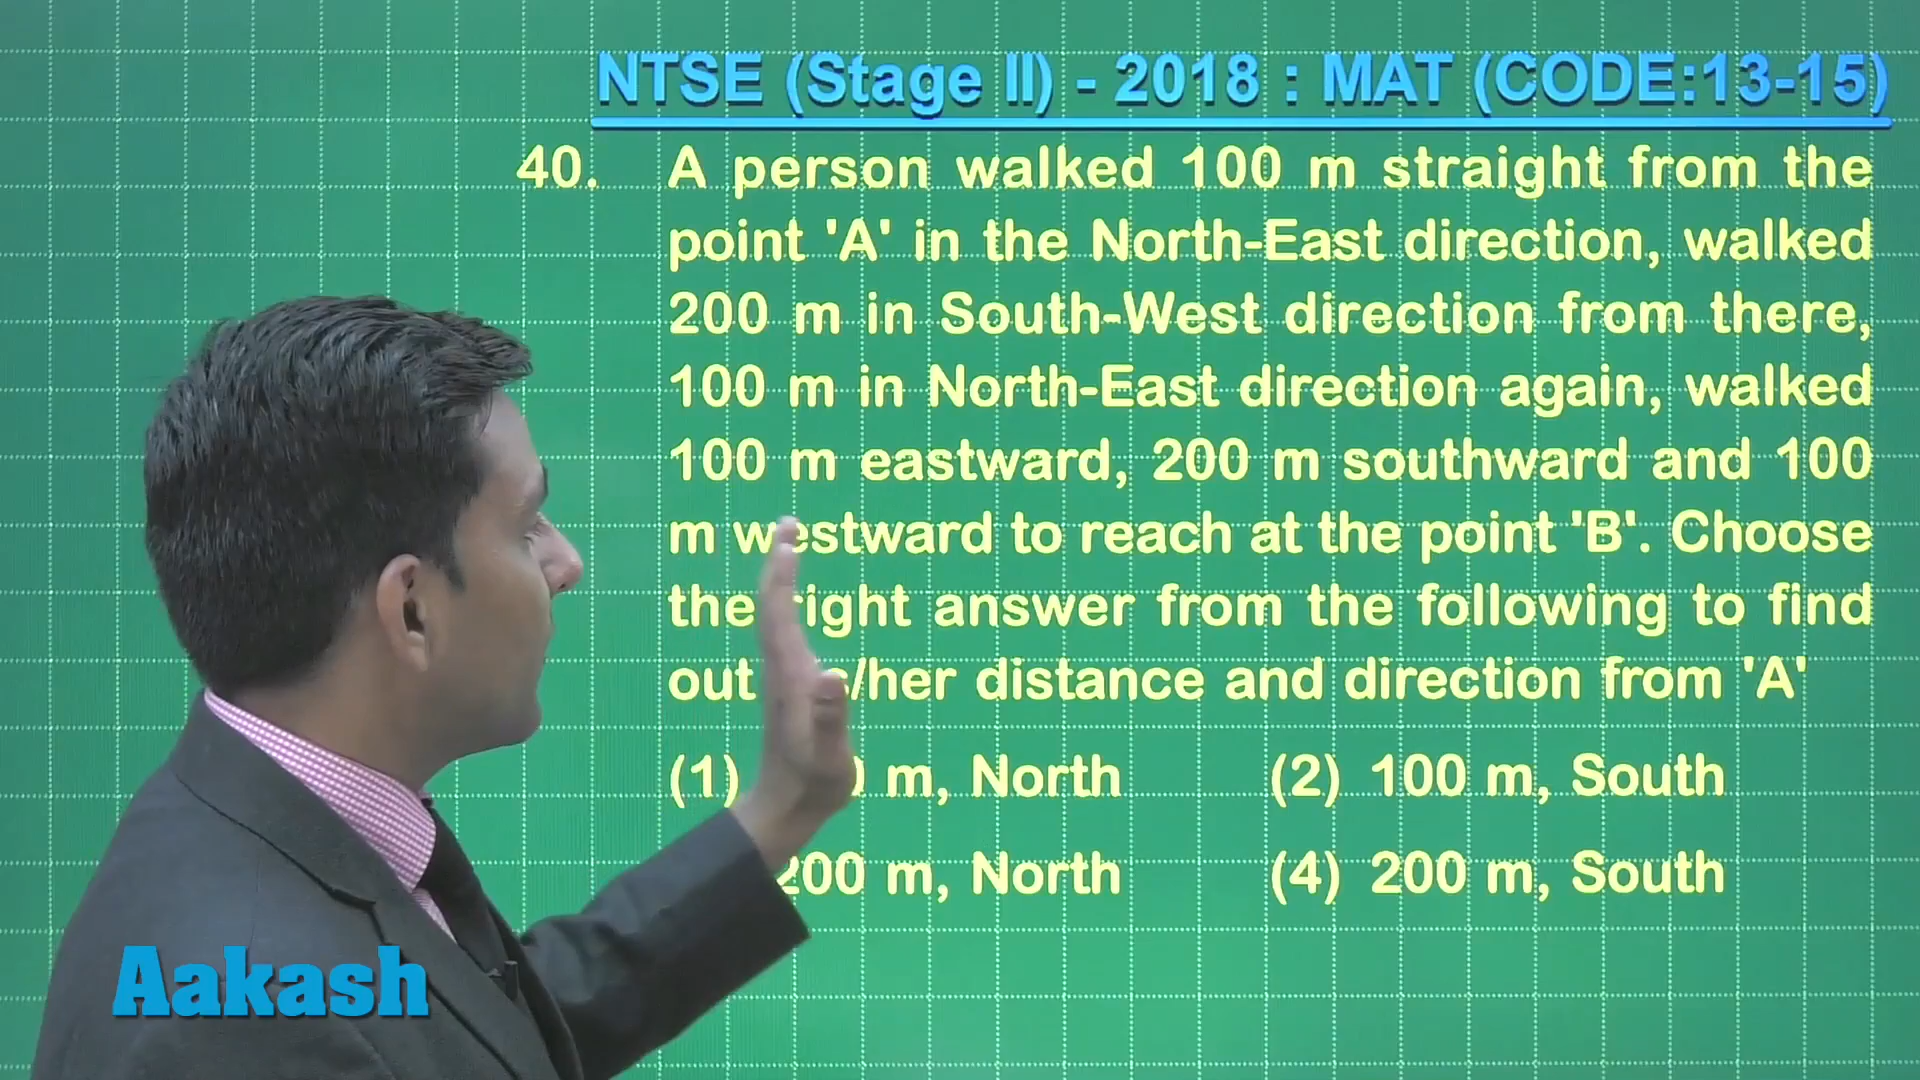 NTSE (Stage II) - 2018 : MAT (CODE:13-15)
40. A person walked 100 m straight from the
point 'A' in the North-East direction, walked
200 m in South-West direction from there,
100 m in North-East direction again, walked
100 m eastward, 200 m southward and 100
m westward to reach at the point 'B'. Choose
the right answer from the following to find
out /her distance and direction from 'A'
(1) m, North (2) 100 m, South
200 m, North (4) 200 m, South
Aakash